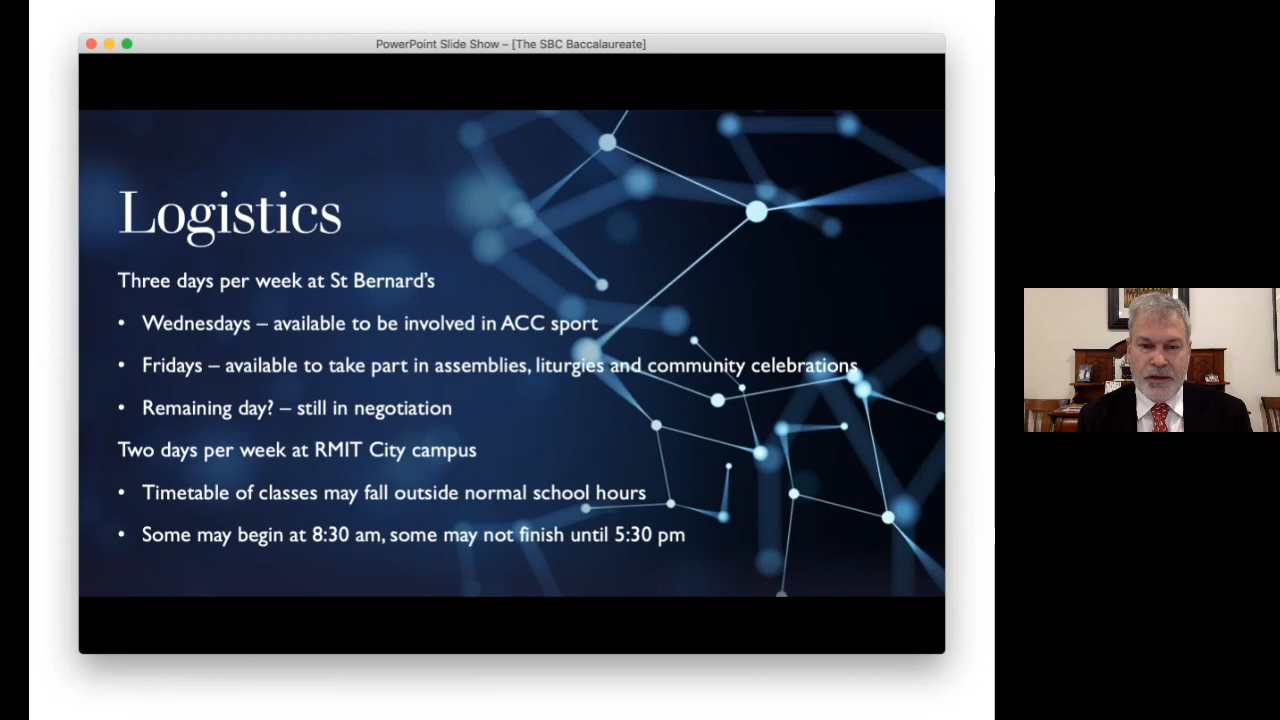 PowerPoint Slide Show – [The SBC Baccalaureate]
Logistics
Three days per week at St Bernard’s
• Wednesdays – available to be involved in ACC sport
• Fridays – available to take part in assemblies, liturgies and community celebrations
• Remaining day? – still in negotiation
Two days per week at RMIT City campus
• Timetable of classes may fall outside normal school hours
• Some may begin at 8:30 am, some may not finish until 5:30 pm